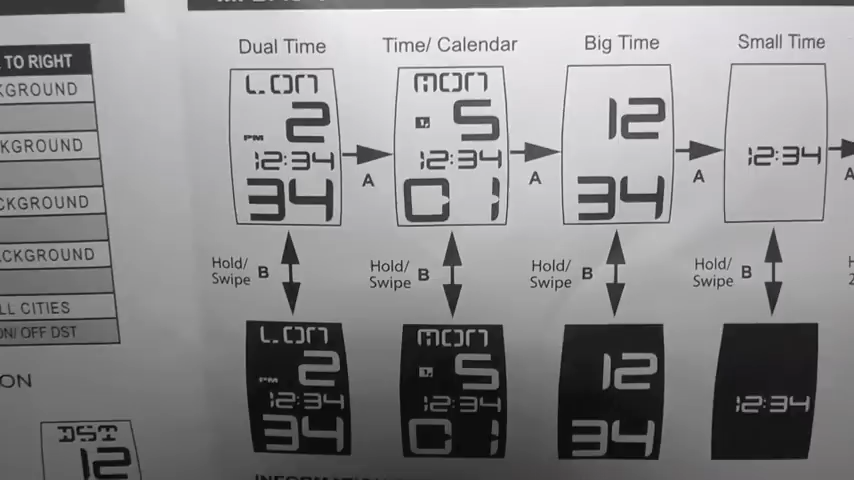 TO RIGHT
KGROUND
KGROUND
CKGROUND
ACKGROUND
LL CITIES
ON/ OFF DST
ON
DST
12
Dual Time
Time/ Calendar
Big Time
Small Time
L.ON
2
PM
12:34
34
MON
5
12:34
01
12
34
12:34
A
A
A
A
Hold/
Swipe
B
Hold/
Swipe
B
Hold/
Swipe
B
Hold/
Swipe
B
L.ON
2
PM
12:34
34
MON
5
12:34
01
12
34
12:34